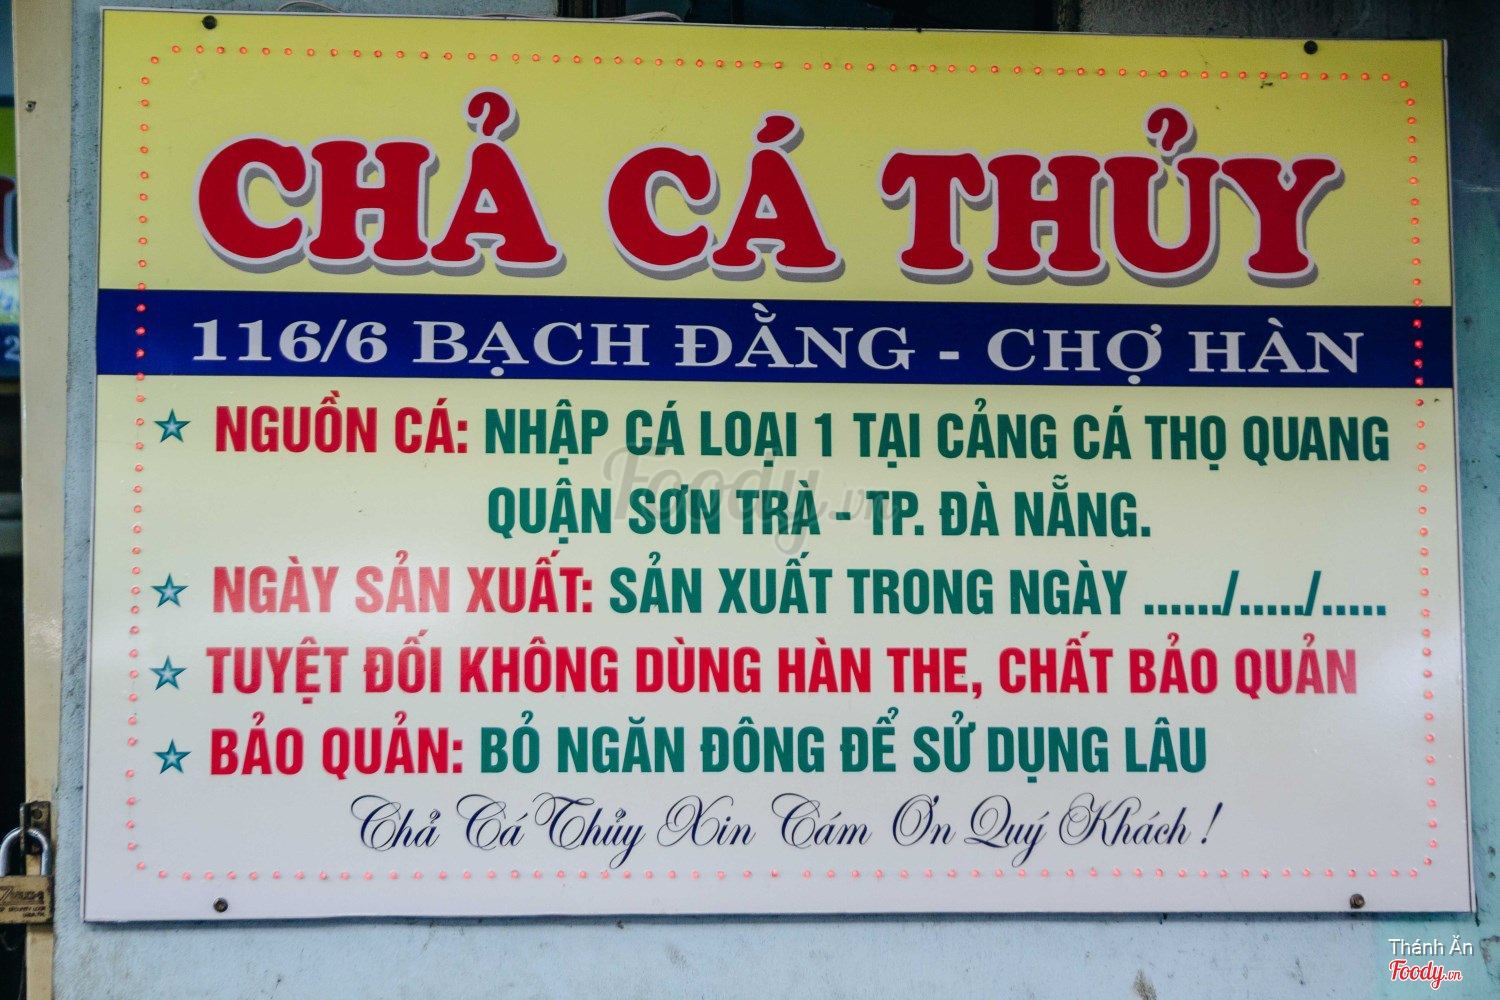 CHẢ CÁ THỦY
116/6 BẠCH ĐẰNG - CHỢ HÀN
NGUỒN CÁ: NHẬP CÁ LOẠI 1 TẠI CẢNG CÁ THỌ QUANG
QUẬN SƠN TRÀ - TP. ĐÀ NẴNG.
NGÀY SẢN XUẤT: SẢN XUẤT TRONG NGÀY ....../...../.....
TUYỆT ĐỐI KHÔNG DÙNG HÀN THE, CHẤT BẢO QUẢN
BẢO QUẢN: BỎ NGĂN ĐÔNG ĐỂ SỬ DỤNG LÂU
Chả Cá Thủy Xin Cám Ơn Quý Khách !
Foody.vn
Thánh Ăn
Foody.vn